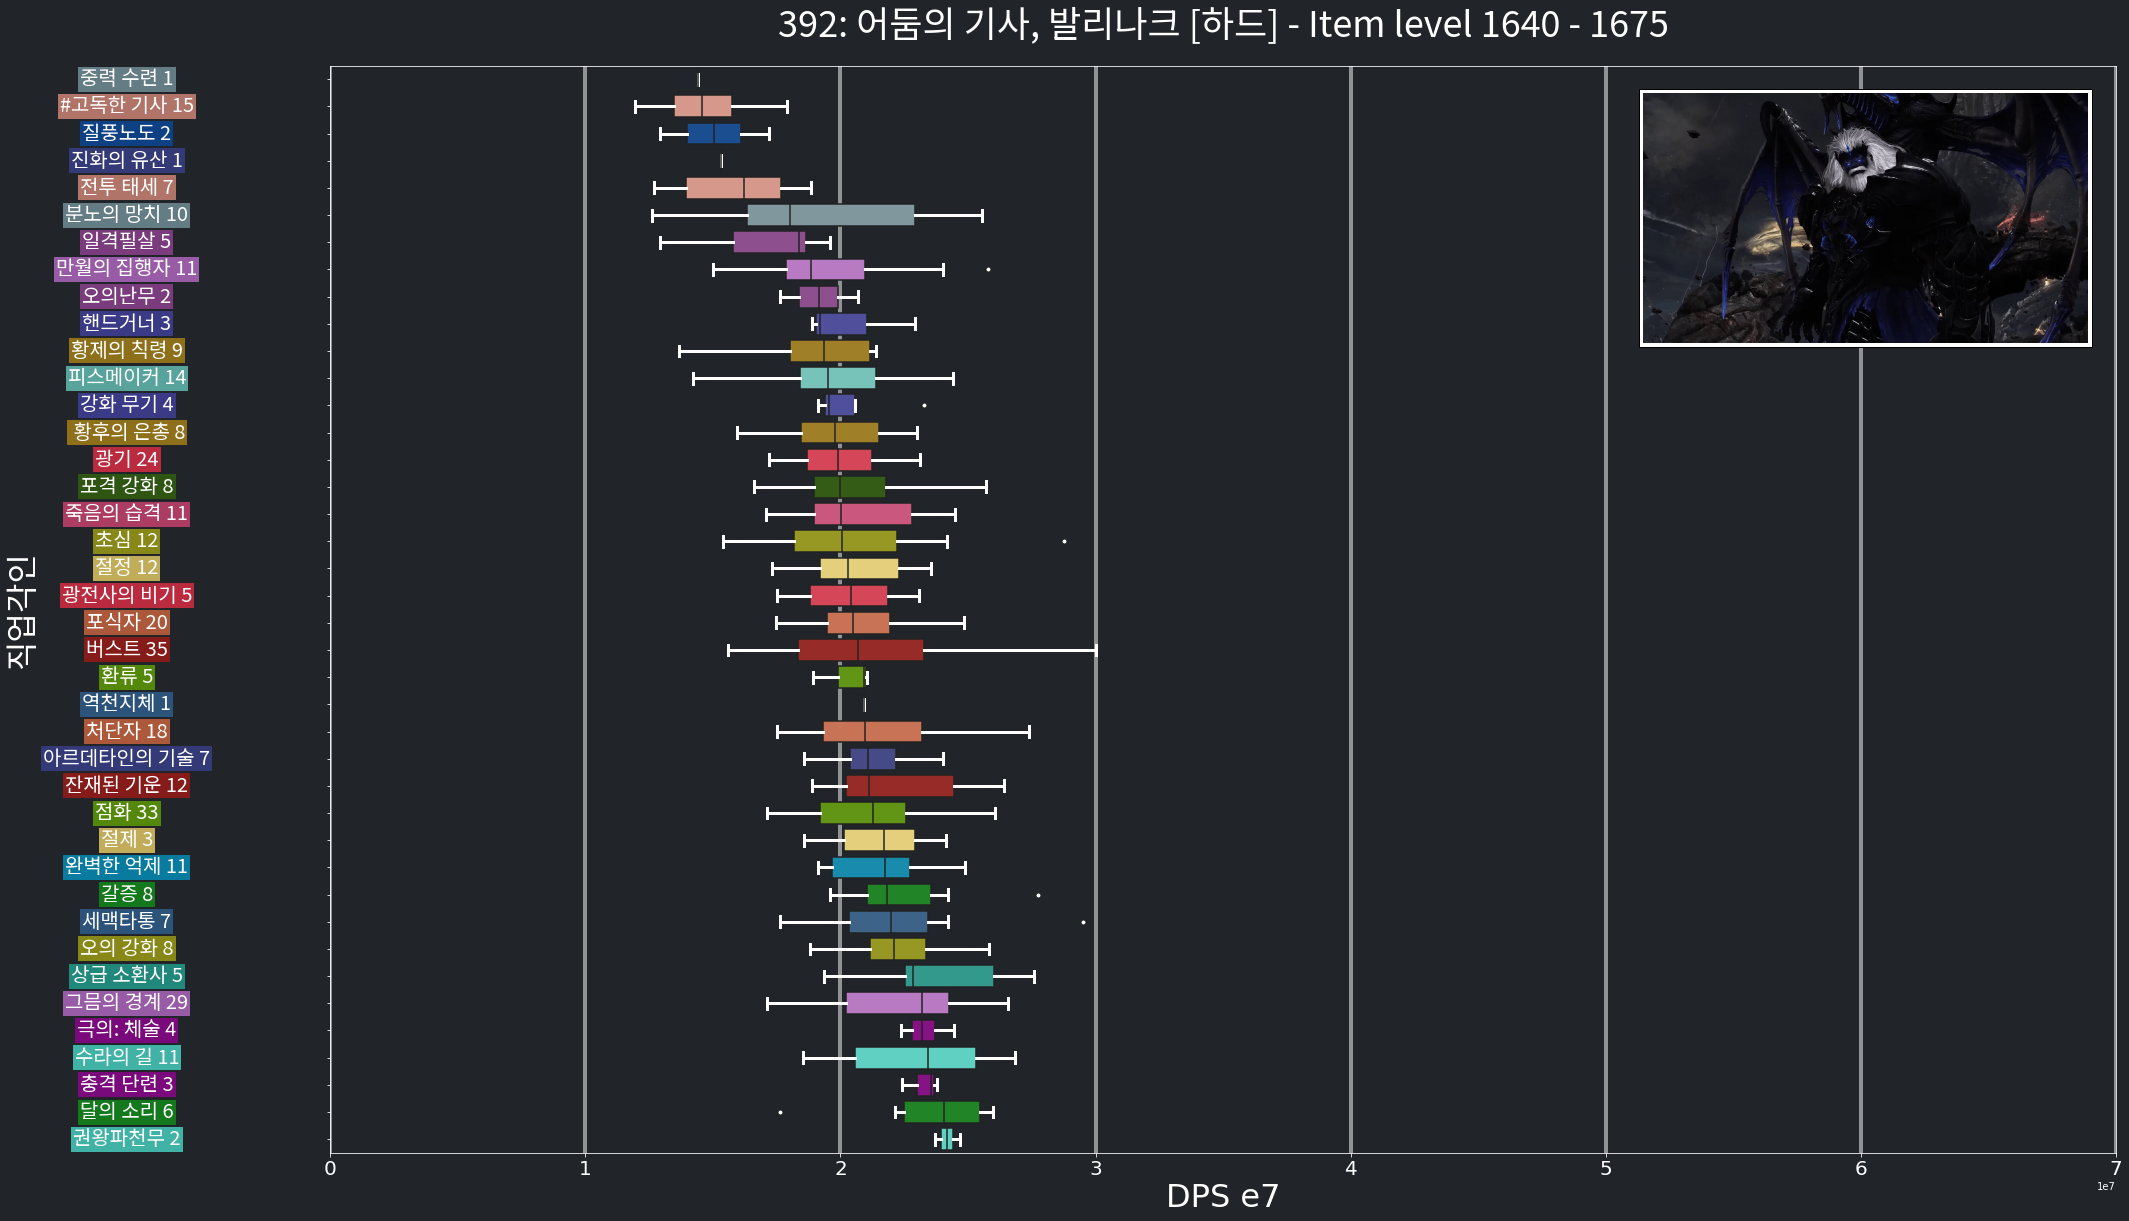 392: 어둠의 기사, 발리나크 [하드] - Item level 1640 - 1675
직업각인
중력 수련 1
#고독한 기사 15
질풍노도 2
진화의 유산 1
전투 태세 7
분노의 망치 10
일격필살 5
만월의 집행자 11
오의난무 2
핸드거너 3
황제의 칙령 9
피스메이커 14
강화 무기 4
황후의 은총 8
광기 24
포격 강화 8
죽음의 습격 11
초심 12
절정 12
광전사의 비기 5
포식자 20
버스트 35
환류 5
역천지체 1
처단자 18
아르데타인의 기술 7
잔재된 기운 12
점화 33
절제 3
완벽한 억제 11
갈증 8
세맥타통 7
오의 강화 8
상급 소환사 5
그믐의 경계 29
극의: 체술 4
수라의 길 11
충격 단련 3
달의 소리 6
권왕파천무 2
0 1 2 3 4 5 6 7
1e7
DPS e7